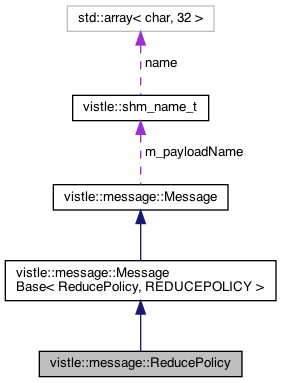 std::array< char, 32 >
name
vistle::shm_name_t
m_payloadName
vistle::message::Message
vistle::message::Message
Base< ReducePolicy, REDUCEPOLICY >
vistle::message::ReducePolicy